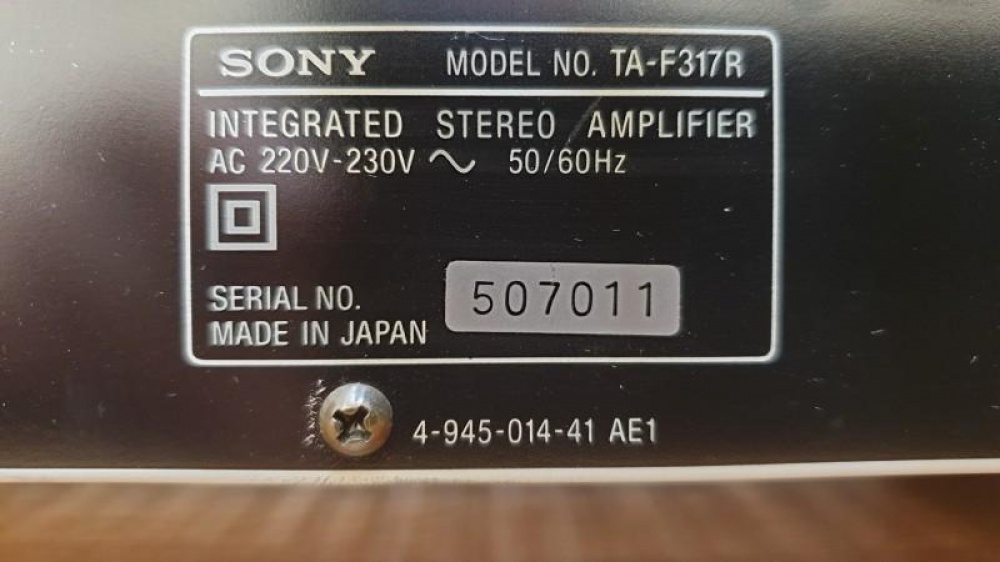 SONY MODEL NO. TA-F317R
INTEGRATED STEREO AMPLIFIER
AC 220V-230V ~ 50/60Hz
SERIAL NO. 507011
MADE IN JAPAN
4-945-014-41 AE1